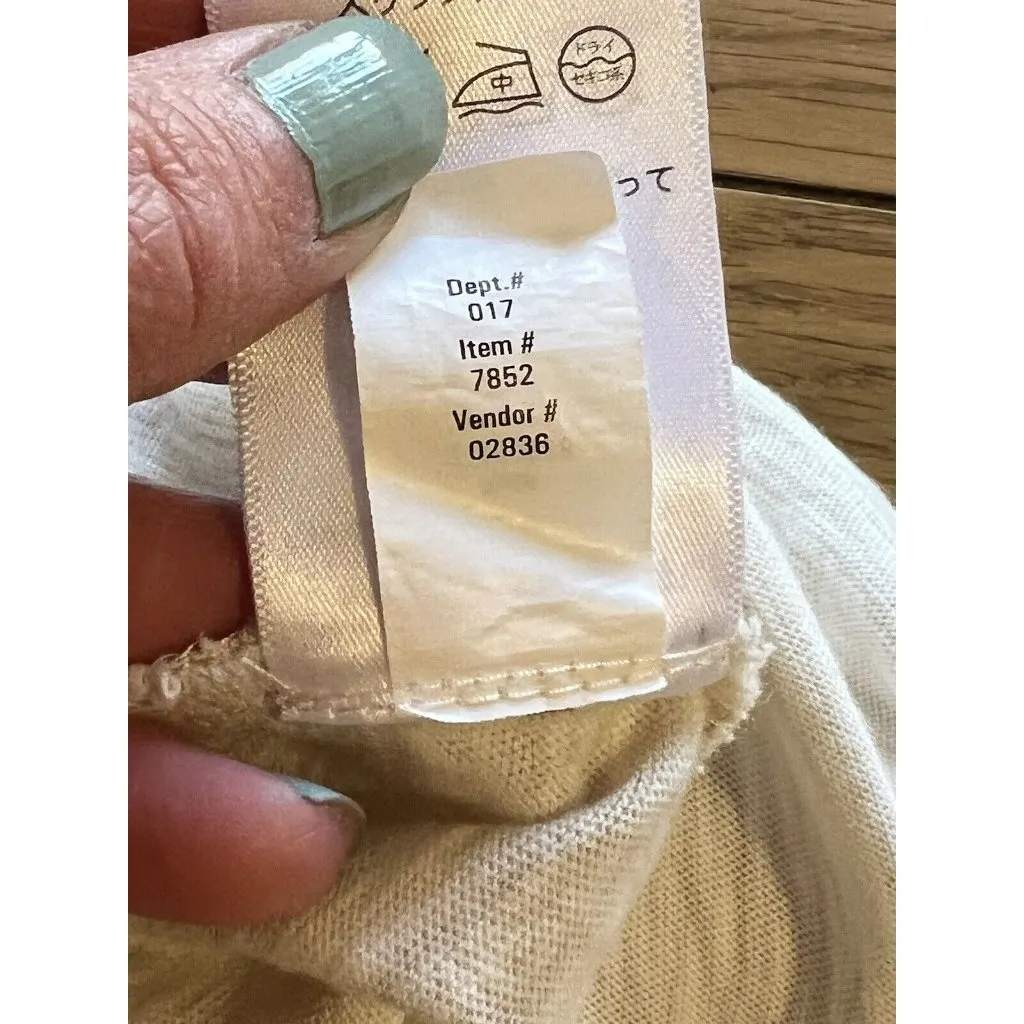 中
ドライ
セキユ系
って
Dept.#
017
Item #
7852
Vendor #
02836